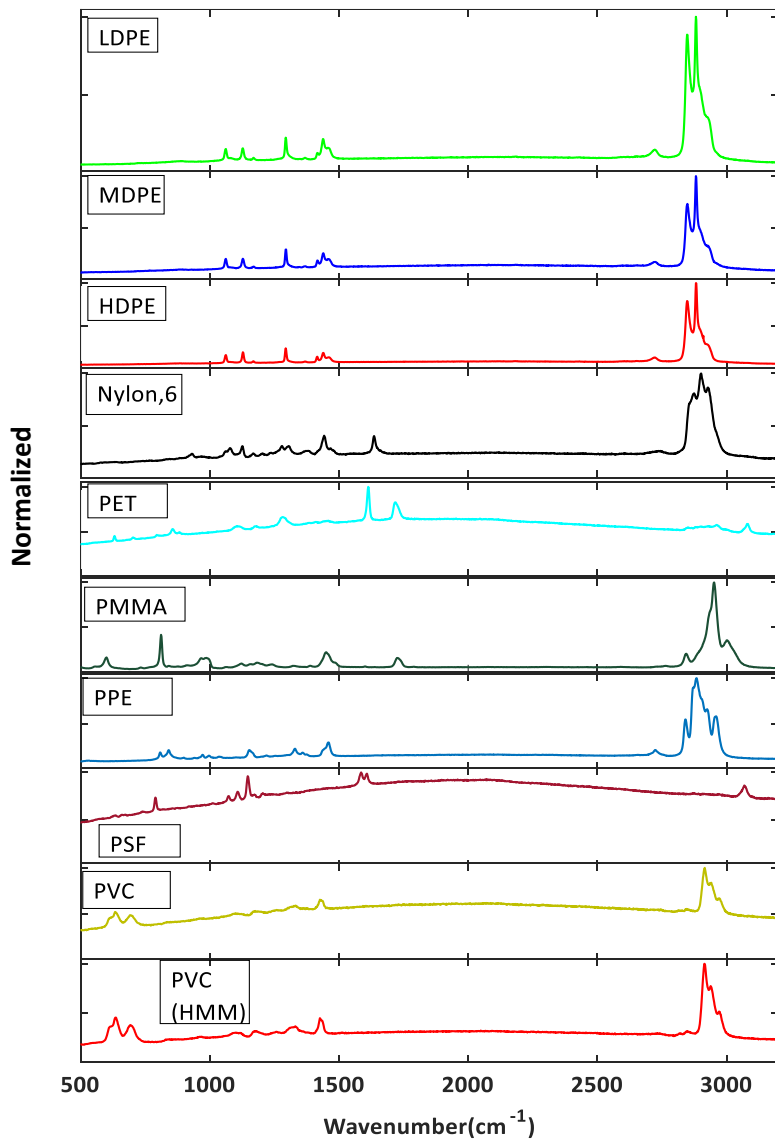 LDPE
MDPE
HDPE
Nylon,6
PET
PMMA
PPE
PSF
PVC
PVC
(HMM)
Normalized
500 1000 1500 2000 2500 3000
Wavenumber(cm⁻¹)